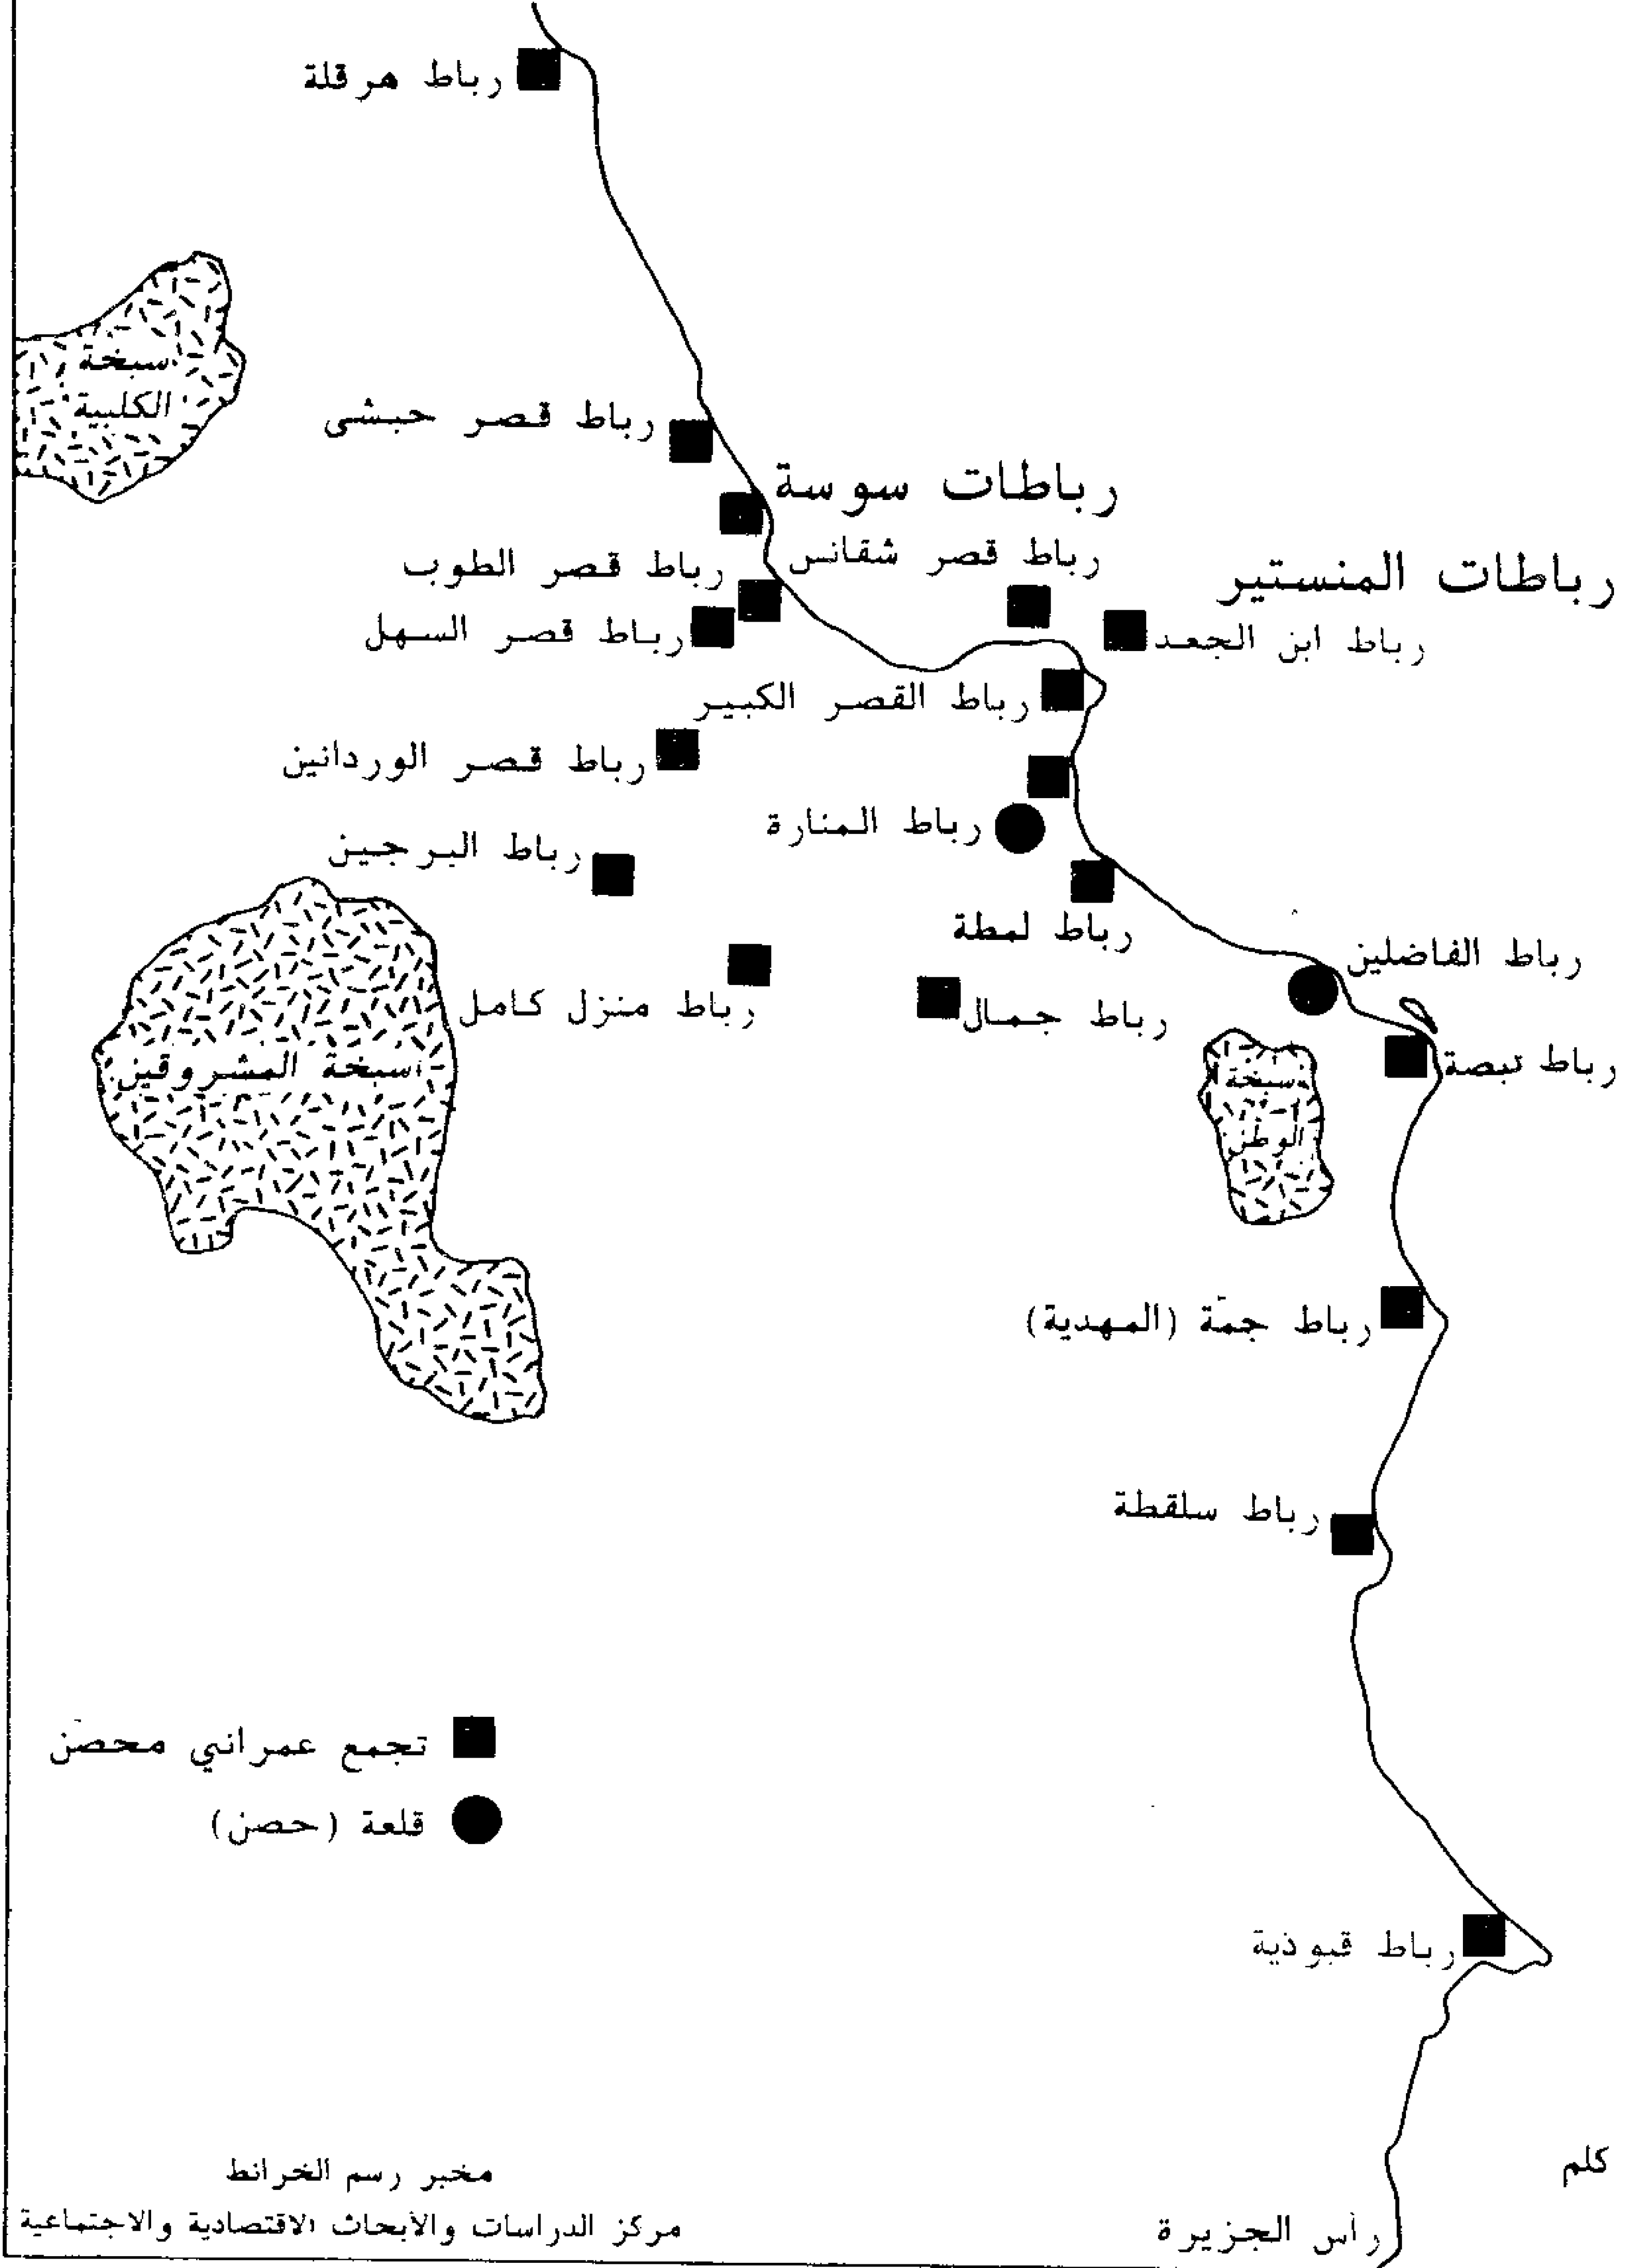 رباط هرقلة
سبخة
الكلبية
رباط قصر حبشى
رباطات سوسة
رباط قصر شقانس
رباط قصر الطوب
رباطات المنستير
رباط قصر السهل
رباط ابن الجعد
رباط القصر الكبير
رباط قصر الوردانين
رباط المنارة
رباط البرجين
رباط لمطة
رباط الفاضلين
رباط منزل كامل
رباط جمال
سبخة المشروقين
رباط تبصة
سبخة
الوطن
رباط جمّة (المهدية)
رباط سلقطة
تجمع عمراني محصّن
قلعة (حصن)
رباط قبوذية
كلم
رأس الجزيرة
مخبر رسم الخرائط
مركز الدراسات والأبحاث الاقتصادية والاجتماعية